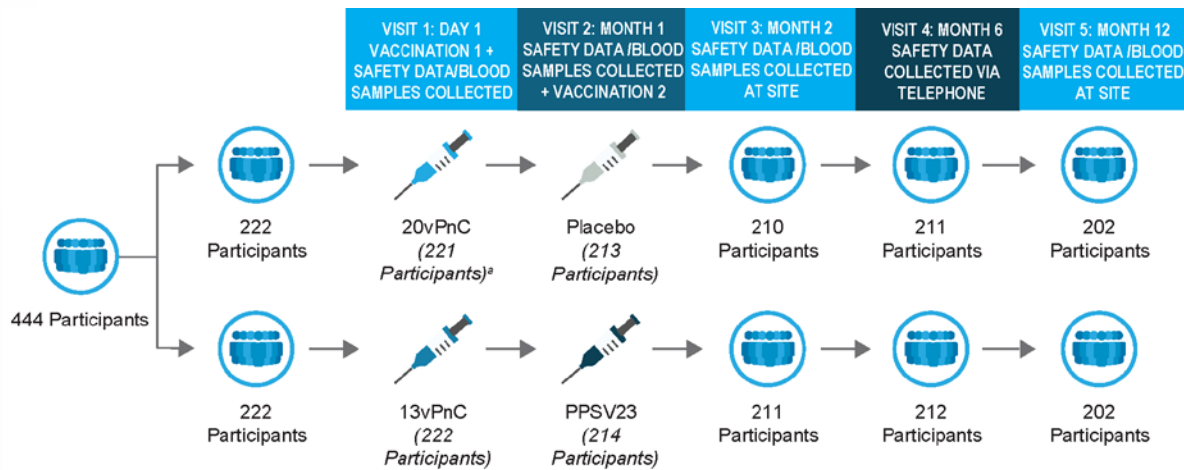 VISIT 1: DAY 1
VACCINATION 1 +
SAFETY DATA/BLOOD
SAMPLES COLLECTED
VISIT 2: MONTH 1
SAFETY DATA /BLOOD
SAMPLES COLLECTED
+ VACCINATION 2
VISIT 3: MONTH 2
SAFETY DATA /BLOOD
SAMPLES COLLECTED
AT SITE
VISIT 4: MONTH 6
SAFETY DATA
COLLECTED VIA
TELEPHONE
VISIT 5: MONTH 12
SAFETY DATA /BLOOD
SAMPLES COLLECTED
AT SITE
444 Participants
222
Participants
20vPnC
(221
Participants)ᵃ
Placebo
(213
Participants)
210
Participants
211
Participants
202
Participants
222
Participants
13vPnC
(222
Participants)
PPSV23
(214
Participants)
211
Participants
212
Participants
202
Participants